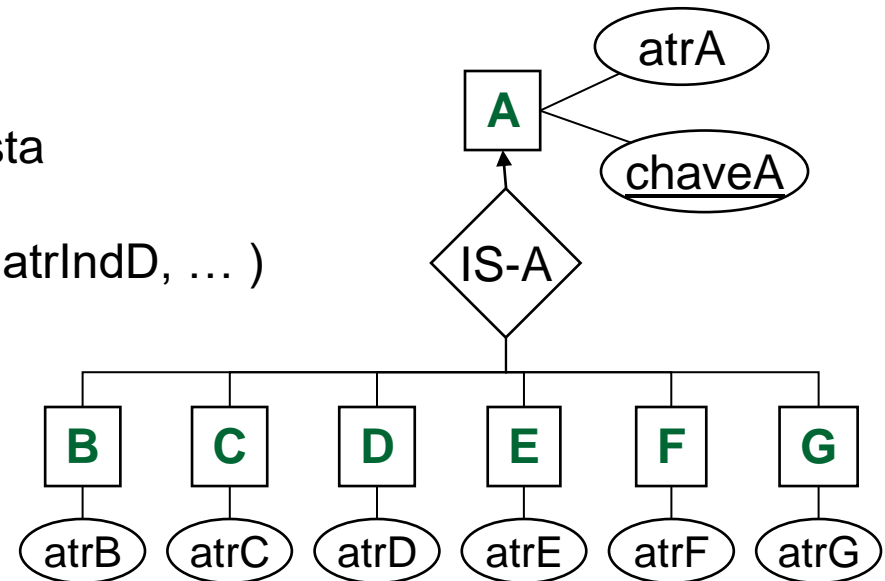 atrA
A
sta
chaveA
atrIndD, … )
IS-A
B C D E F G
atrB atrC atrD atrE atrF atrG